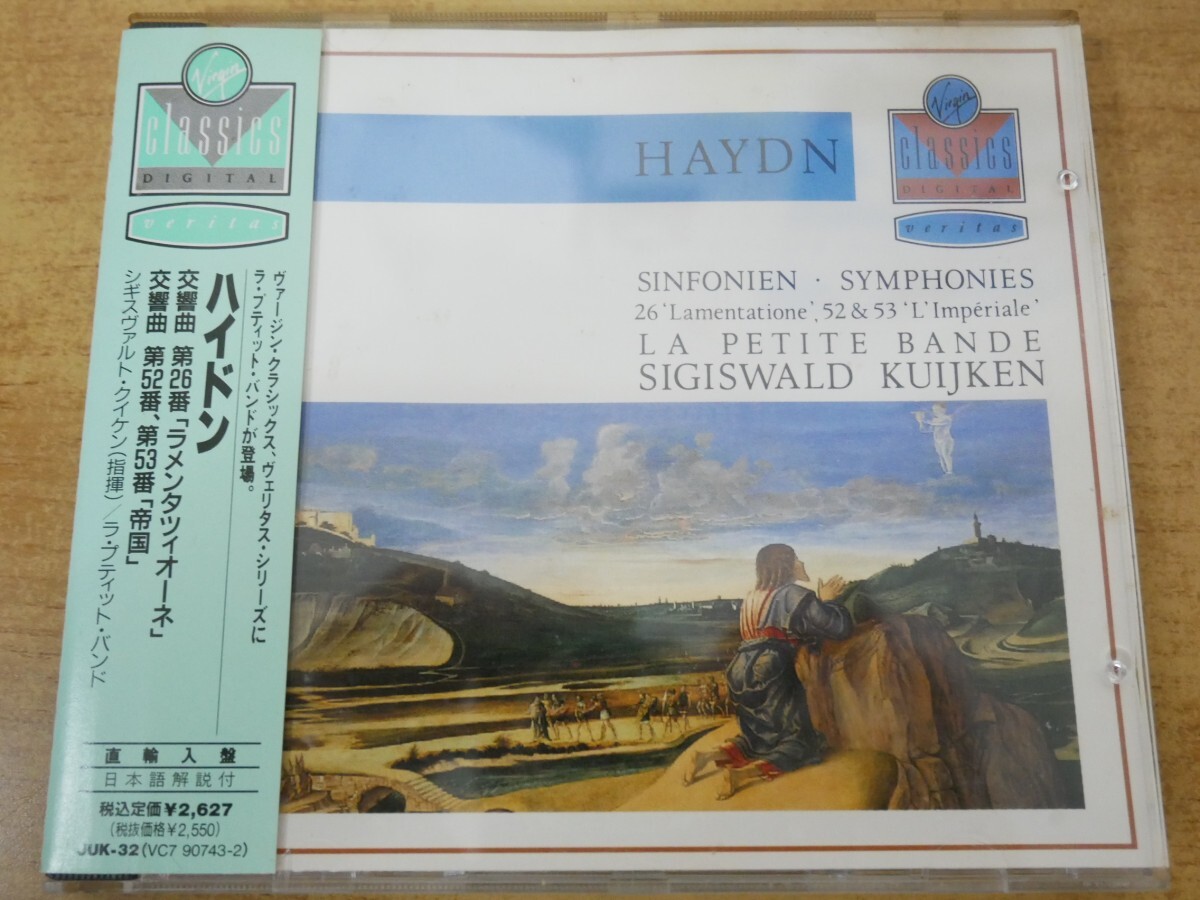 Virgin
classics
DIGITAL
veritas
ヴァージン・クラシックス、ヴェリタス・シリーズに
ラ・プティット・バンドが登場。
ハイドン
交響曲 第26番「ラメンタツィオーネ」
交響曲 第52番、第53番「帝国」
シギスヴァルト・クイケン(指揮)/ラ・プティット・バンド
直輸入盤
日本語解説付
税込定価¥2,627
(税抜価格¥2,550)
JUK-32(VC7 90743-2)
HAYDN
Virgin
classics
DIGITAL
veritas
SINFONIEN · SYMPHONIES
26 'Lamentatione', 52 & 53 'L'Impériale'
LA PETITE BANDE
SIGISWALD KUIJKEN